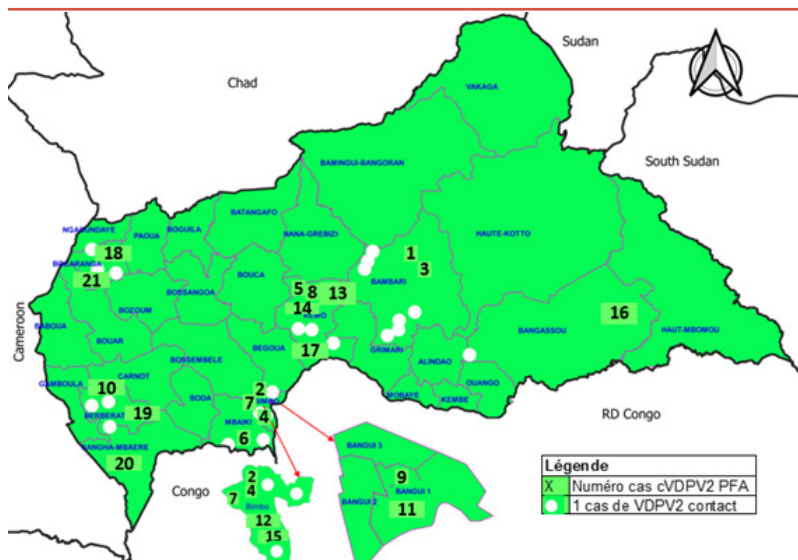 Sudan
Chad
VAKAGA
South Sudan
BAMINGUI-BANGORAN
BATANGAFO
NGAOUNDAYE
PAOUA
BOGUILA
NANA-GREBIZI
HAUTE-KOTTO
18
1
BOCARANGA
3
21
BOUCA
BAMBARI
5
8
13
BOSSANGOA
BOZOUM
14
KEMO
16
Cameroon
BABOUA
BANGASSOU
HAUT-MBOMOU
BOUAR
BEGOUA
17
GRIMARI
BOSSEMBELE
ALINDAO
CARNOT
GAMBOULA
10
2
OUANGO
BODA
7
BIMBO
MOBAYE
KEMBE
BERBERATI
19
4
MBAIKI
RD Congo
6
SANGHA-MBAERE
20
BANGUI 3
Congo
2
9
4
BANGUI 1
7
BANGUI 2
Bimbo
11
12
15
Légende
X Numéro cas cVDPV2 PFA
1 cas de VDPV2 contact